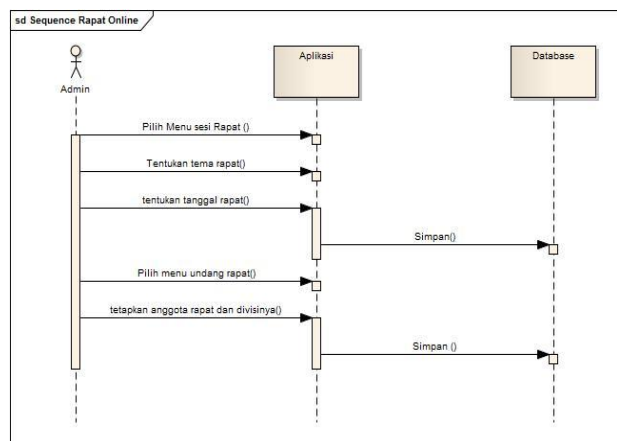 sd Sequence Rapat Online
Admin
Aplikasi
Database
Pilih Menu sesi Rapat ()
Tentukan tema rapat()
tentukan tanggal rapat()
Simpan()
Pilih menu undang rapat()
tetapkan anggota rapat dan divisinya()
Simpan ()